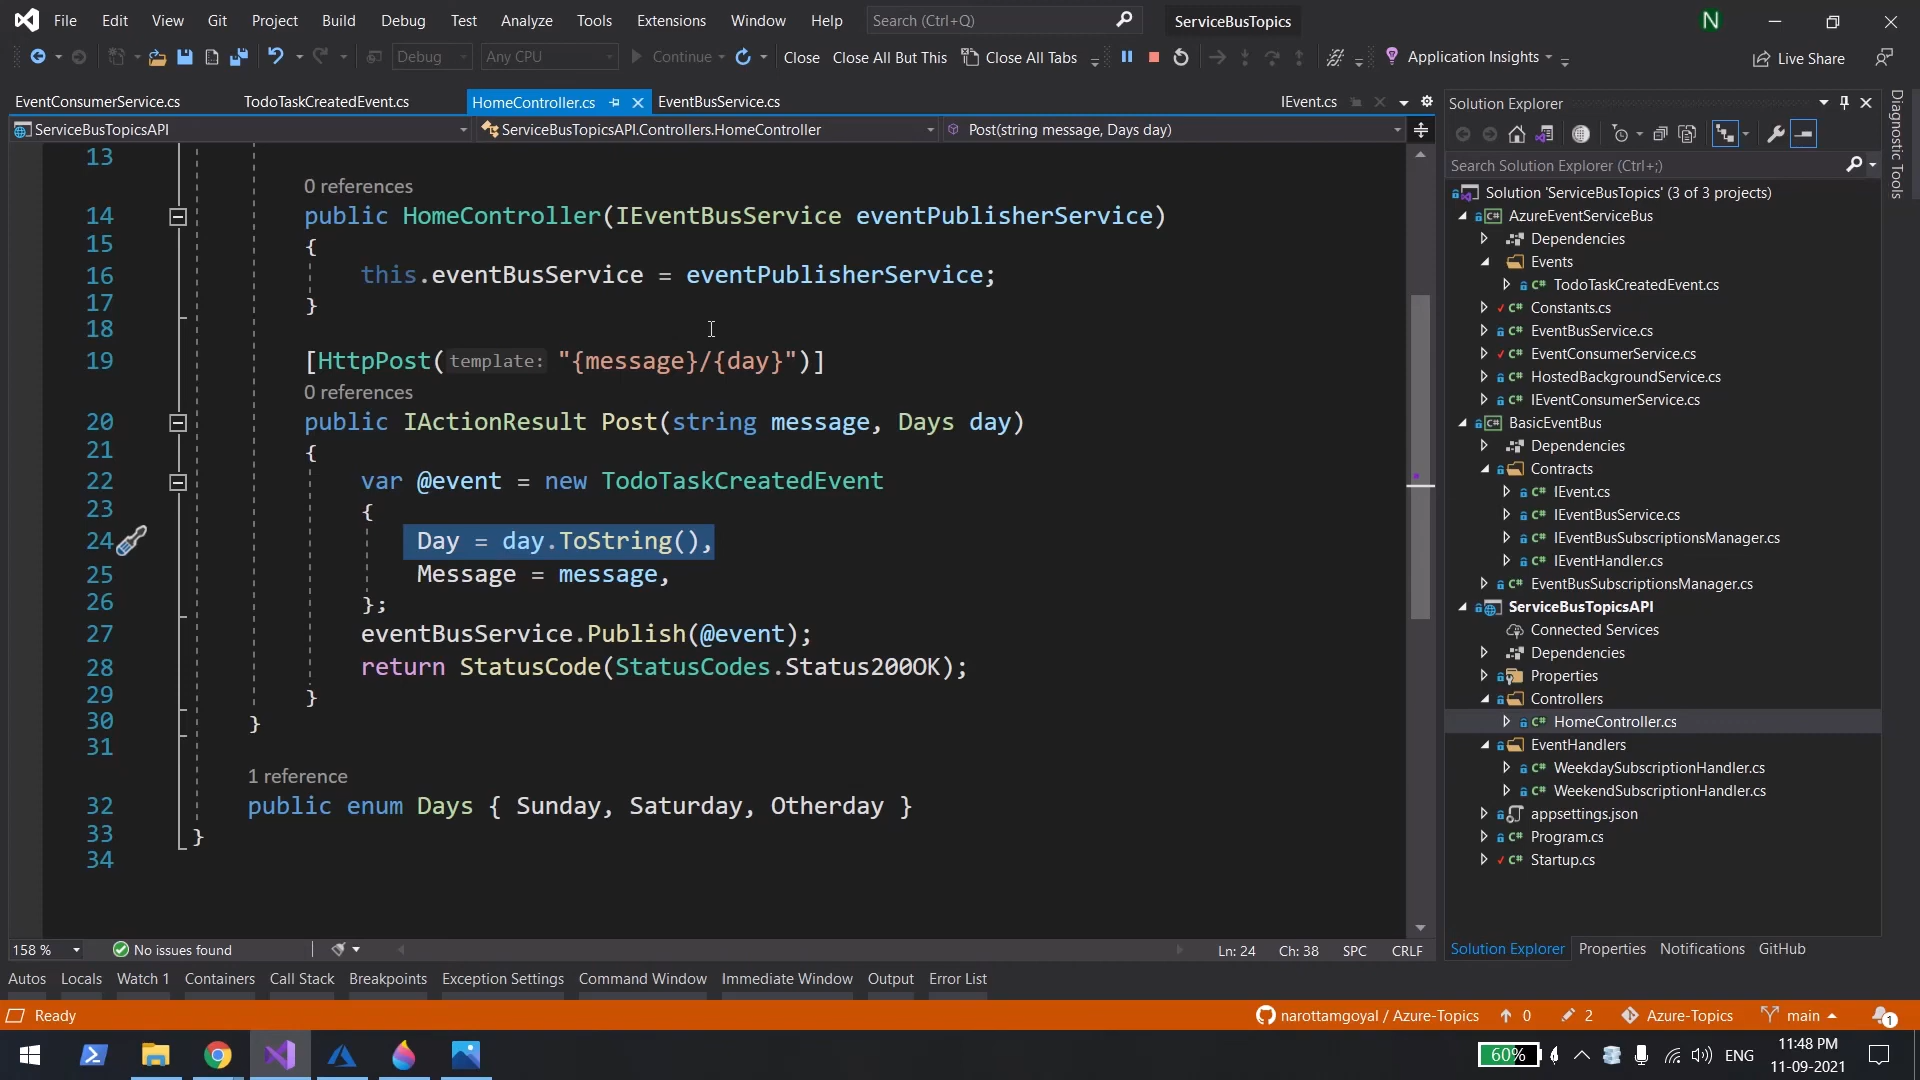 File Edit View Git Project Build Debug Test Analyze Tools Extensions Window Help Search (Ctrl+Q) ServiceBusTopics N
Debug Any CPU Continue Close Close All But This Close All Tabs Application Insights Live Share
EventConsumerService.cs TodoTaskCreatedEvent.cs HomeController.cs EventBusService.cs IEvent.cs
ServiceBusTopicsAPI ServiceBusTopicsAPI.Controllers.HomeController Post(string message, Days day)
13
0 references
14 public HomeController(IEventBusService eventPublisherService)
15 {
16 this.eventBusService = eventPublisherService;
17 }
18
19 [HttpPost(template: "{message}/{day}")]
0 references
20 public IActionResult Post(string message, Days day)
21 {
22 var @event = new TodoTaskCreatedEvent
23 {
24 Day = day.ToString(),
25 Message = message,
26 };
27 eventBusService.Publish(@event);
28 return StatusCode(StatusCodes.Status200OK);
29 }
30 }
31
1 reference
32 public enum Days { Sunday, Saturday, Otherday }
33 }
34
158 % No issues found Ln: 24 Ch: 38 SPC CRLF
Solution Explorer
Search Solution Explorer (Ctrl+;)
Solution 'ServiceBusTopics' (3 of 3 projects)
C# AzureEventServiceBus
Dependencies
Events
C# TodoTaskCreatedEvent.cs
C# Constants.cs
C# EventBusService.cs
C# EventConsumerService.cs
C# HostedBackgroundService.cs
C# IEventConsumerService.cs
C# BasicEventBus
Dependencies
Contracts
C# IEvent.cs
C# IEventBusService.cs
C# IEventBusSubscriptionsManager.cs
C# IEventHandler.cs
C# EventBusSubscriptionsManager.cs
ServiceBusTopicsAPI
Connected Services
Dependencies
Properties
Controllers
C# HomeController.cs
EventHandlers
C# WeekdaySubscriptionHandler.cs
C# WeekendSubscriptionHandler.cs
appsettings.json
C# Program.cs
C# Startup.cs
Solution Explorer Properties Notifications GitHub
Diagnostic Tools
Autos Locals Watch 1 Containers Call Stack Breakpoints Exception Settings Command Window Immediate Window Output Error List
Ready narottamgoyal / Azure-Topics 0 2 Azure-Topics main 1
60% ENG 11:48 PM
11-09-2021